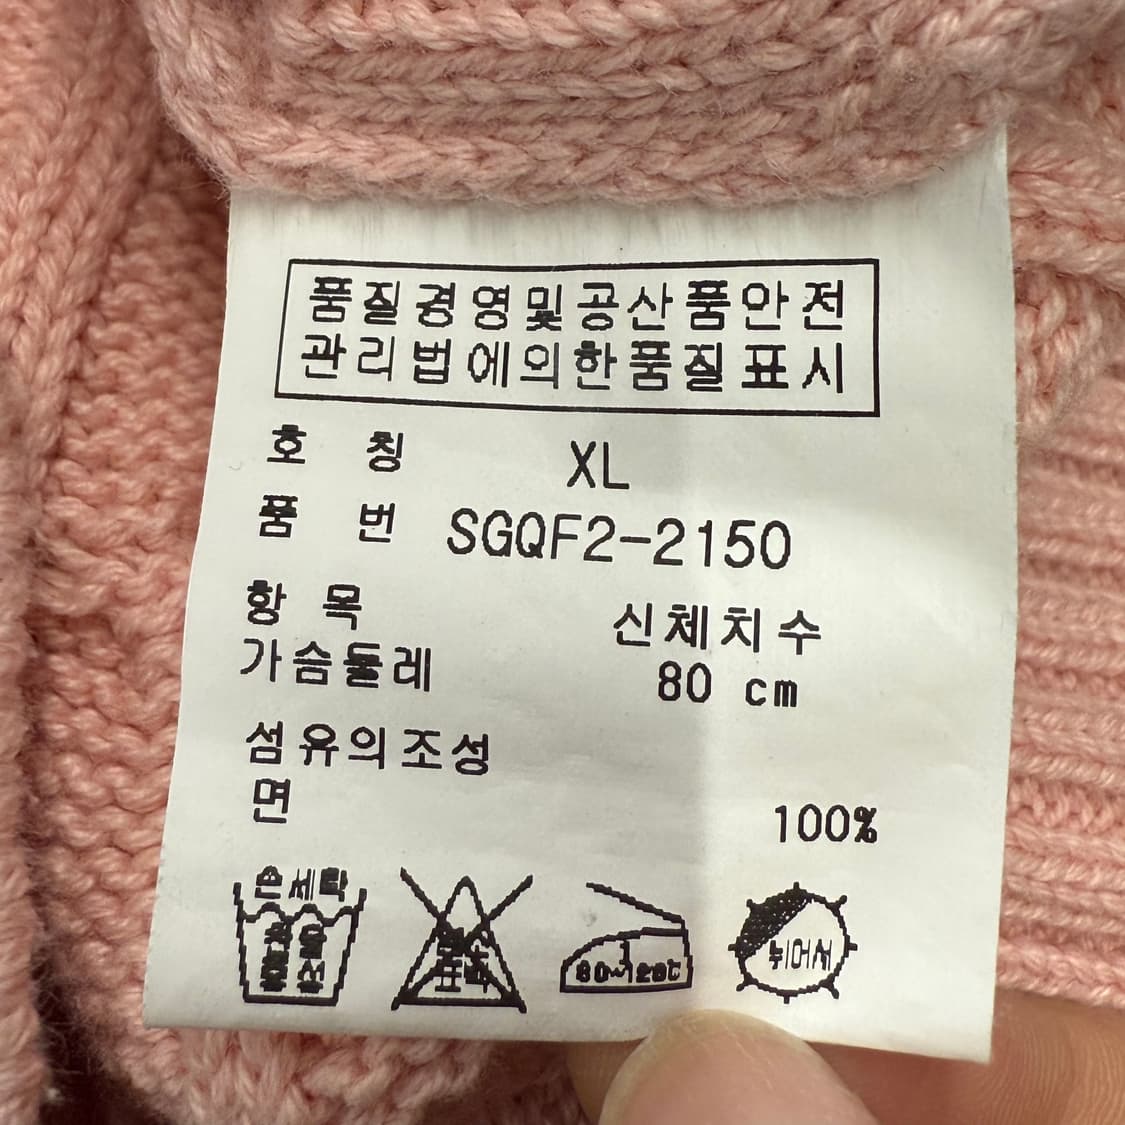 품질경영및공산품안전
관리법에의한품질표시
호 칭 XL
품 번 SGQF2-2150
항 목 신체치수
가슴둘레 80 cm
섬유의조성
면 100%
손세탁
80~120℃
뉘어서